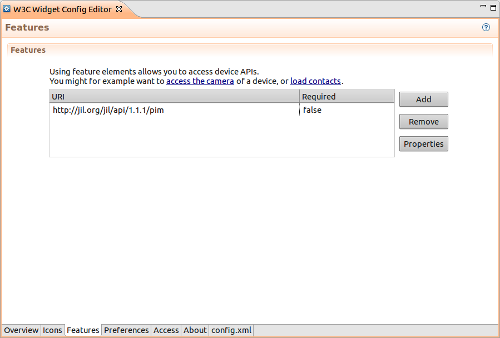 W3C Widget Config Editor
Features
Features
Using feature elements allows you to access device APIs.
You might for example want to access the camera of a device, or load contacts.
URI Required
http://jil.org/jil/api/1.1.1/pim false
Add
Remove
Properties
Overview Icons Features Preferences Access About config.xml